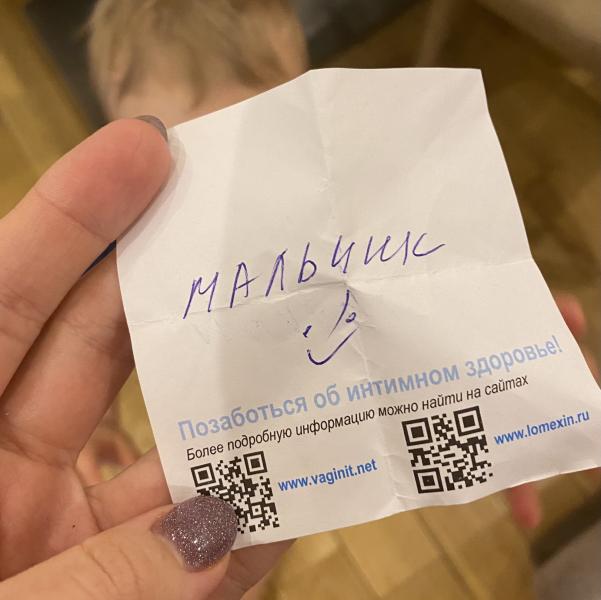 МАЛЬЧИК
Позаботься об интимном здоровье!
Более подробную информацию можно найти на сайтах
www.vaginit.net
www.lomexin.ru